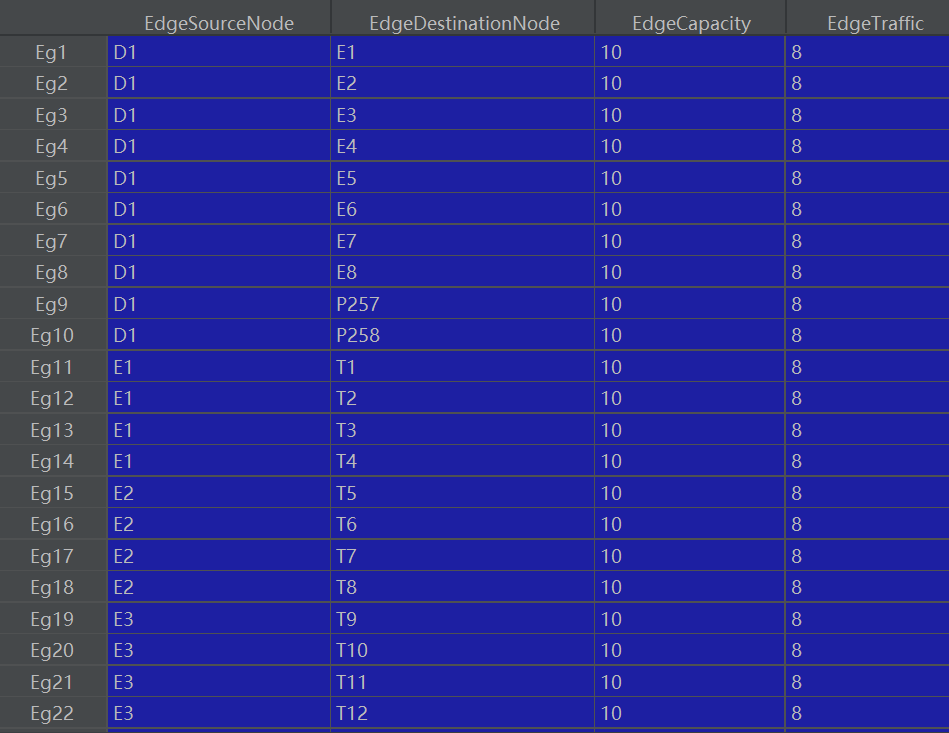 EdgeSourceNode EdgeDestinationNode EdgeCapacity EdgeTraffic
Eg1 D1 E1 10 8
Eg2 D1 E2 10 8
Eg3 D1 E3 10 8
Eg4 D1 E4 10 8
Eg5 D1 E5 10 8
Eg6 D1 E6 10 8
Eg7 D1 E7 10 8
Eg8 D1 E8 10 8
Eg9 D1 P257 10 8
Eg10 D1 P258 10 8
Eg11 E1 T1 10 8
Eg12 E1 T2 10 8
Eg13 E1 T3 10 8
Eg14 E1 T4 10 8
Eg15 E2 T5 10 8
Eg16 E2 T6 10 8
Eg17 E2 T7 10 8
Eg18 E2 T8 10 8
Eg19 E3 T9 10 8
Eg20 E3 T10 10 8
Eg21 E3 T11 10 8
Eg22 E3 T12 10 8